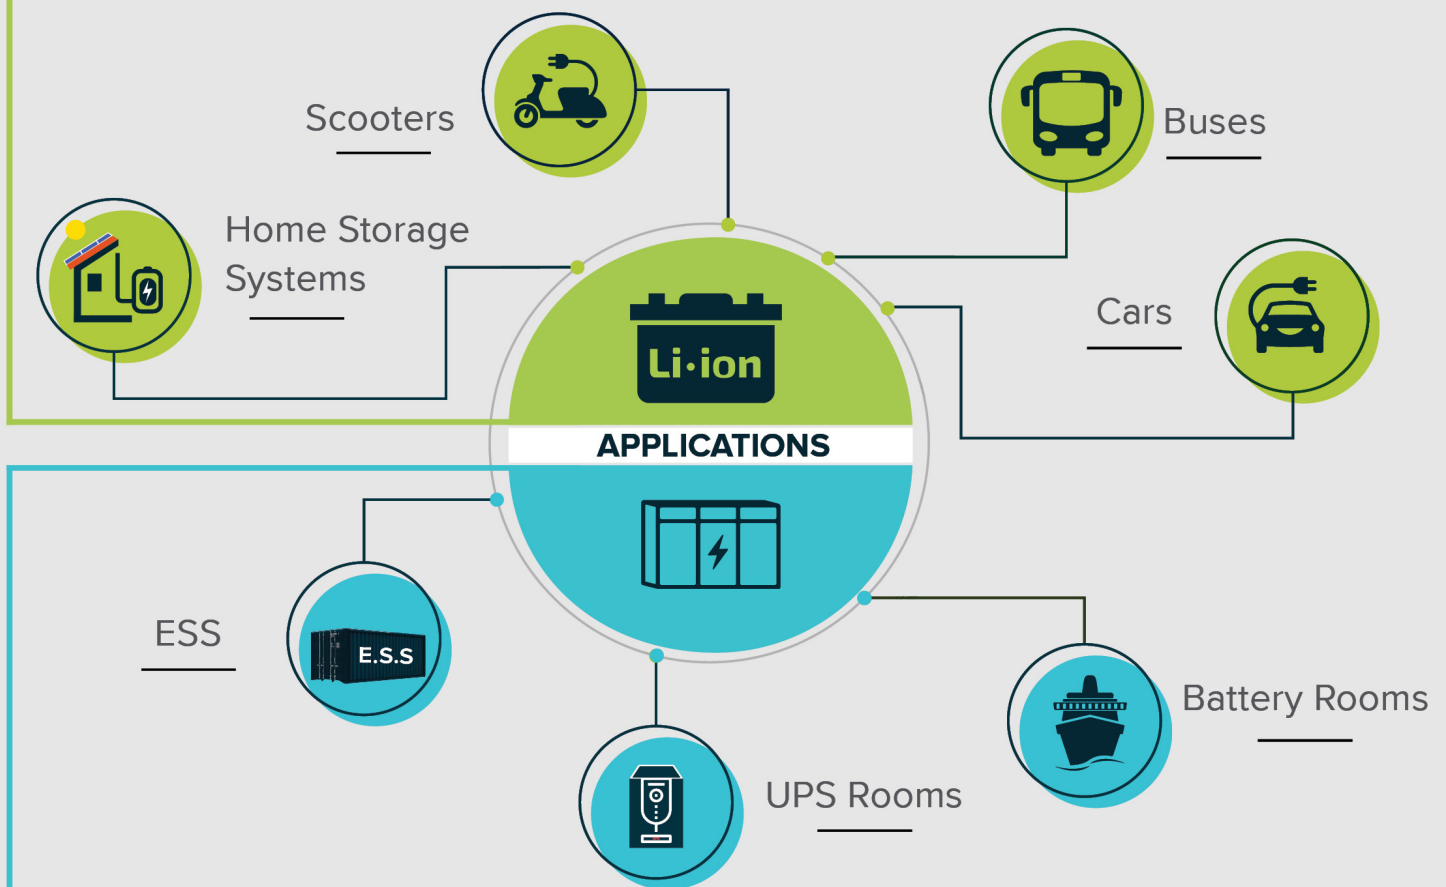 Scooters
Buses
Home Storage
Systems
Cars
Li·ion
APPLICATIONS
ESS
E.S.S
Battery Rooms
UPS Rooms